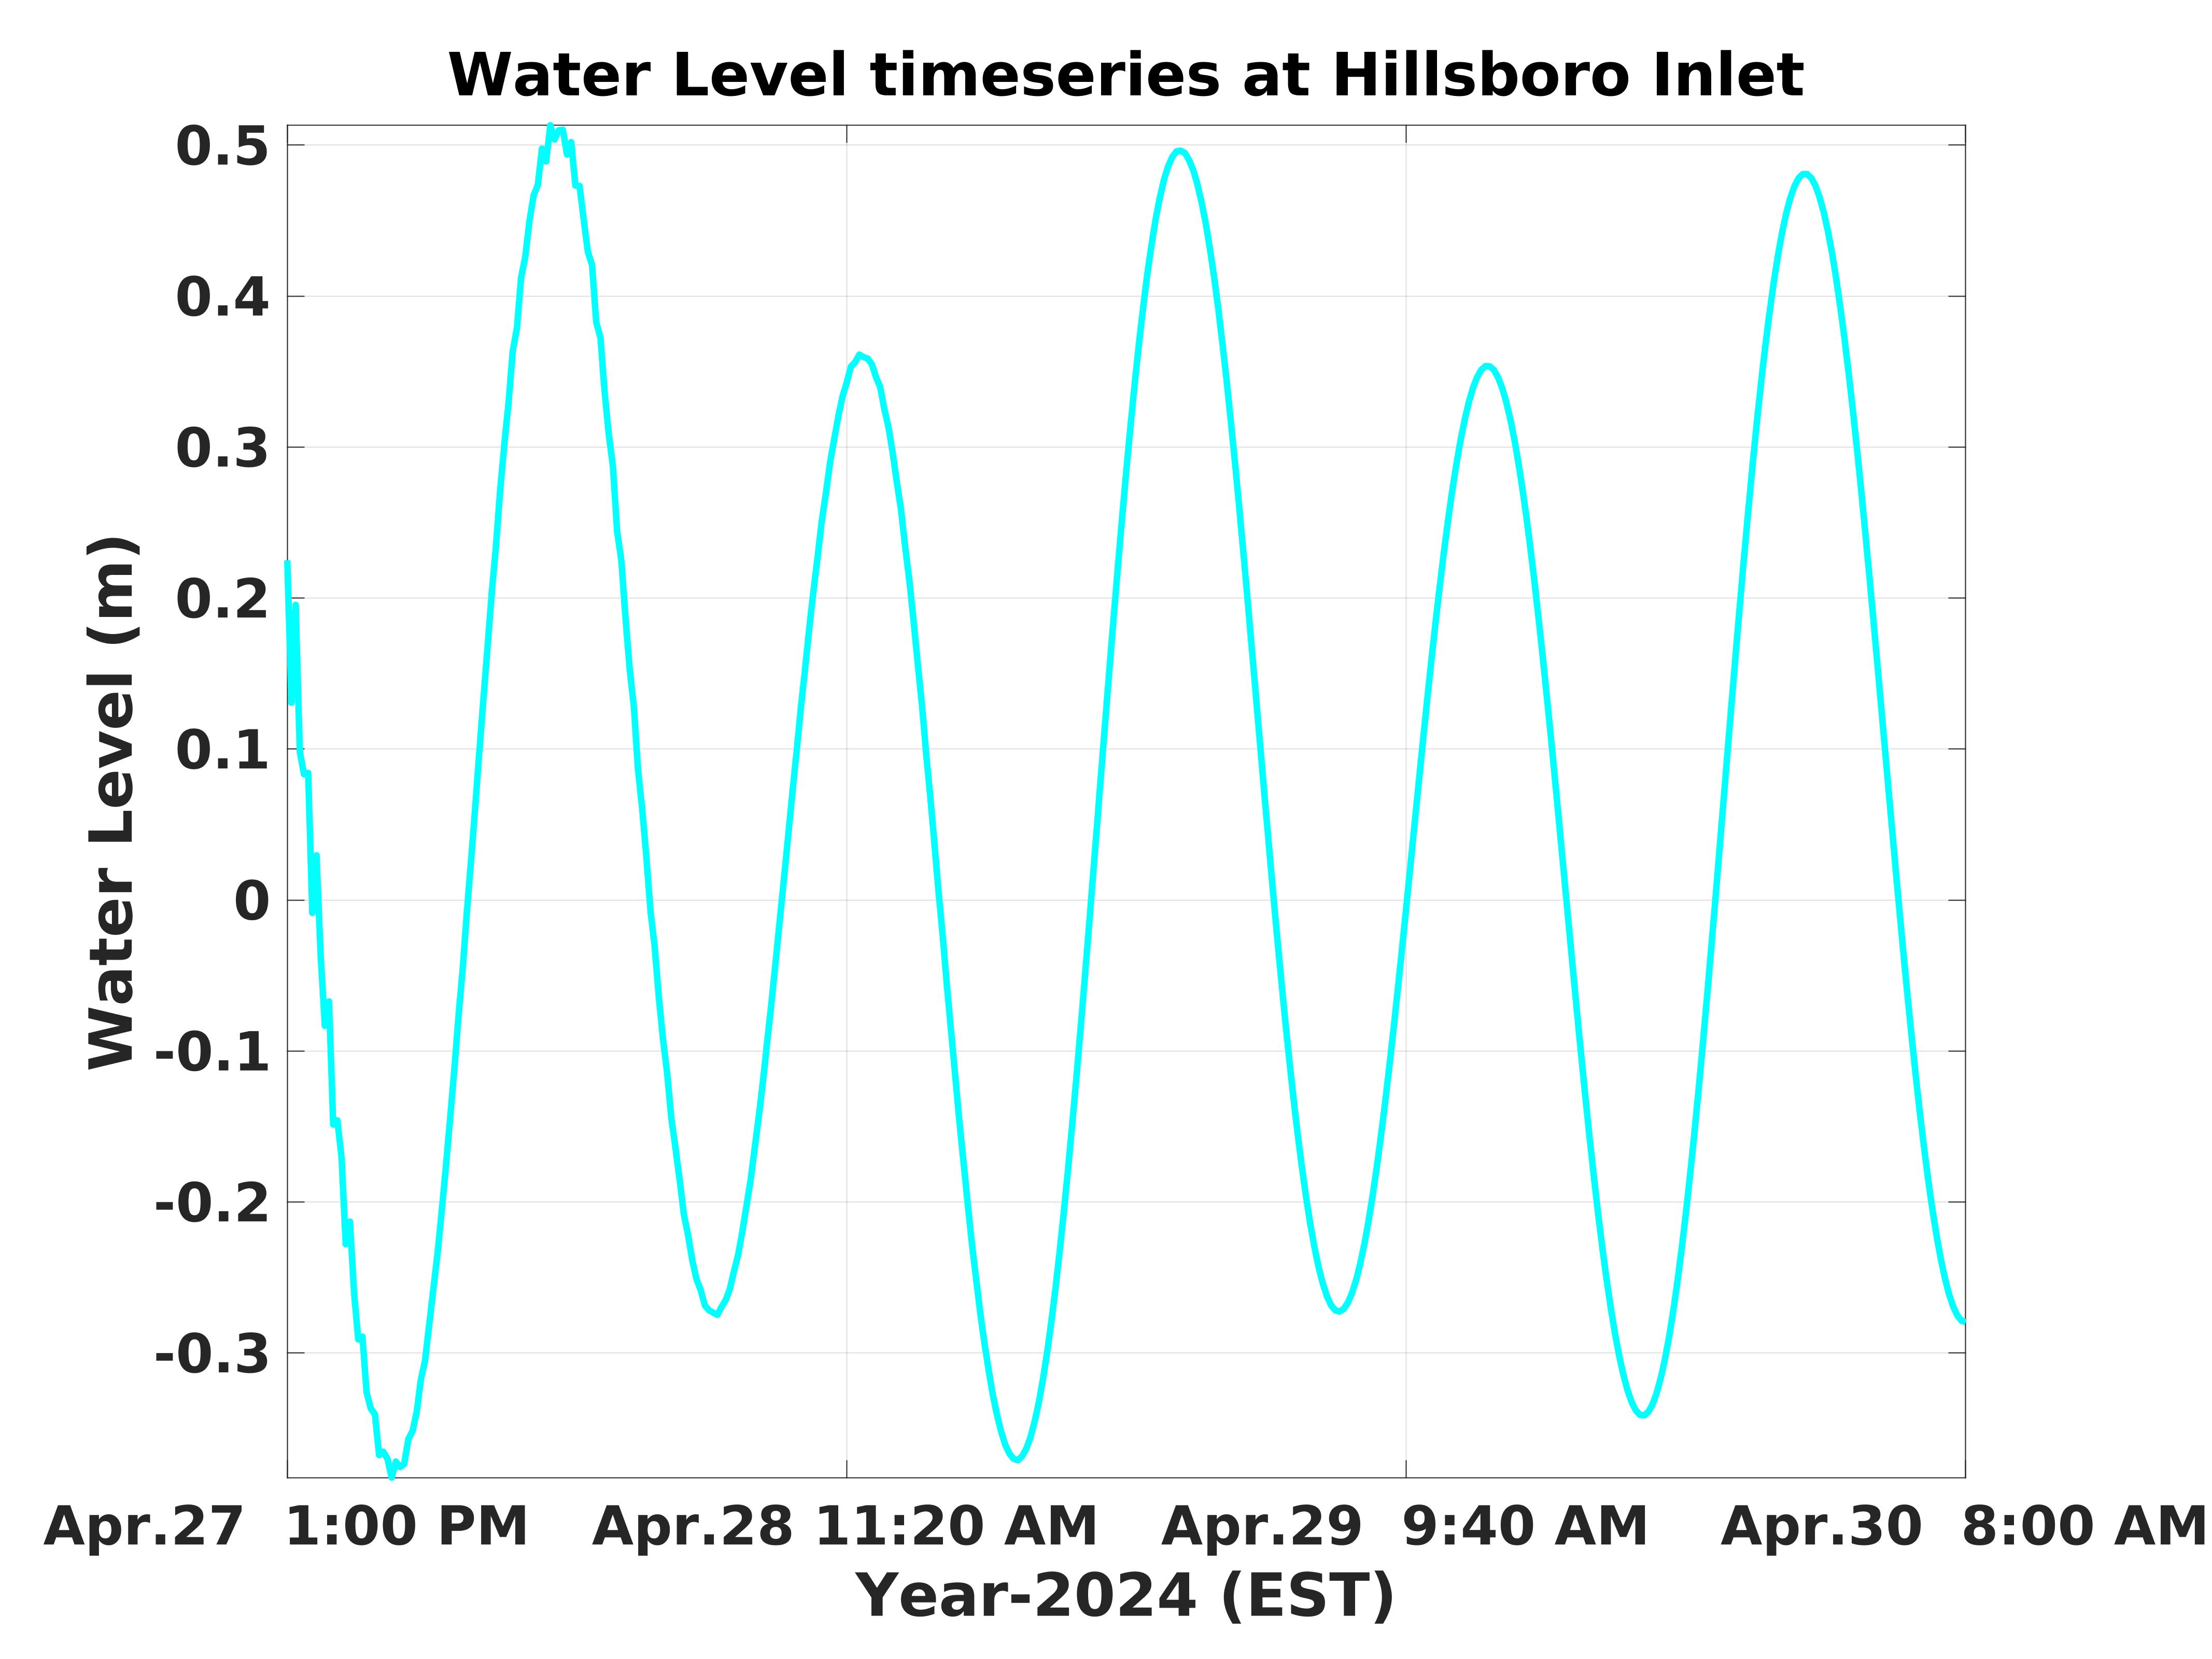 Water Level timeseries at Hillsboro Inlet
0.5
0.4
0.3
0.2
0.1
0
-0.1
-0.2
-0.3
Water Level (m)
Apr.27 1:00 PM Apr.28 11:20 AM Apr.29 9:40 AM Apr.30 8:00 AM
Year-2024 (EST)